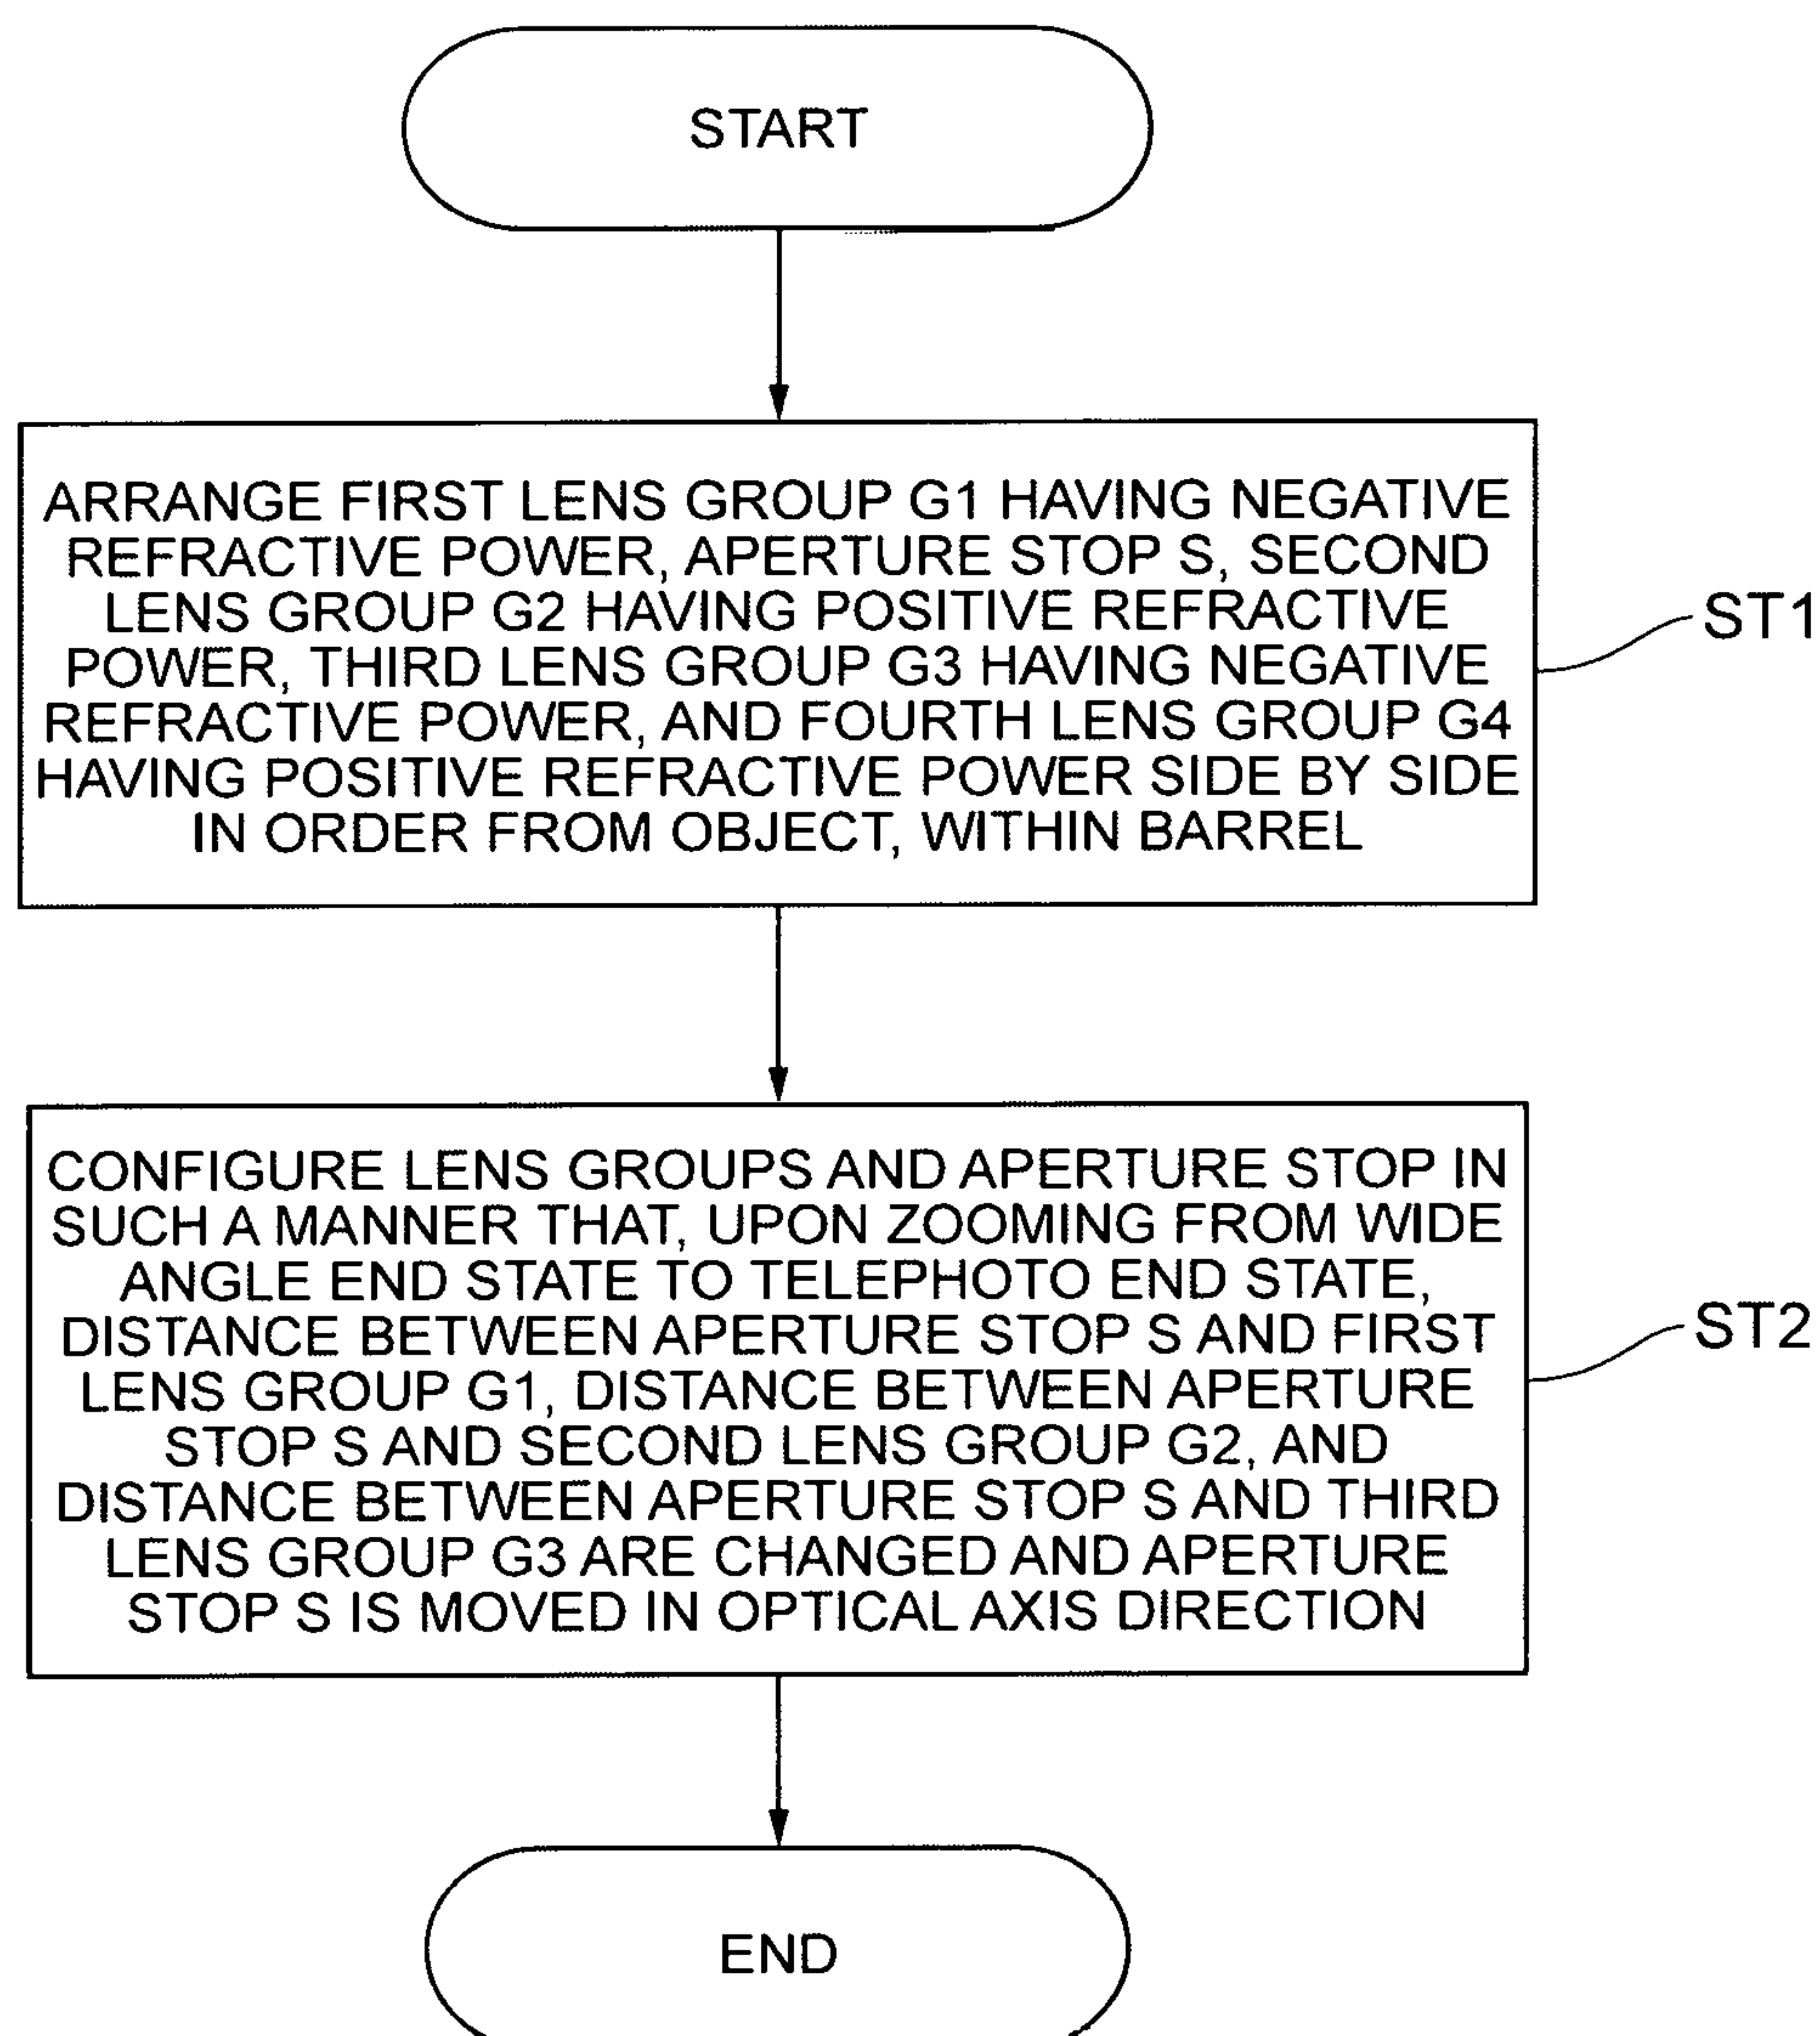 START
ARRANGE FIRST LENS GROUP G1 HAVING NEGATIVE
REFRACTIVE POWER, APERTURE STOP S, SECOND
LENS GROUP G2 HAVING POSITIVE REFRACTIVE
POWER, THIRD LENS GROUP G3 HAVING NEGATIVE
REFRACTIVE POWER, AND FOURTH LENS GROUP G4
HAVING POSITIVE REFRACTIVE POWER SIDE BY SIDE
IN ORDER FROM OBJECT, WITHIN BARREL
ST1
CONFIGURE LENS GROUPS AND APERTURE STOP IN
SUCH A MANNER THAT, UPON ZOOMING FROM WIDE
ANGLE END STATE TO TELEPHOTO END STATE,
DISTANCE BETWEEN APERTURE STOP S AND FIRST
LENS GROUP G1, DISTANCE BETWEEN APERTURE
STOP S AND SECOND LENS GROUP G2, AND
DISTANCE BETWEEN APERTURE STOP S AND THIRD
LENS GROUP G3 ARE CHANGED AND APERTURE
STOP S IS MOVED IN OPTICAL AXIS DIRECTION
ST2
END